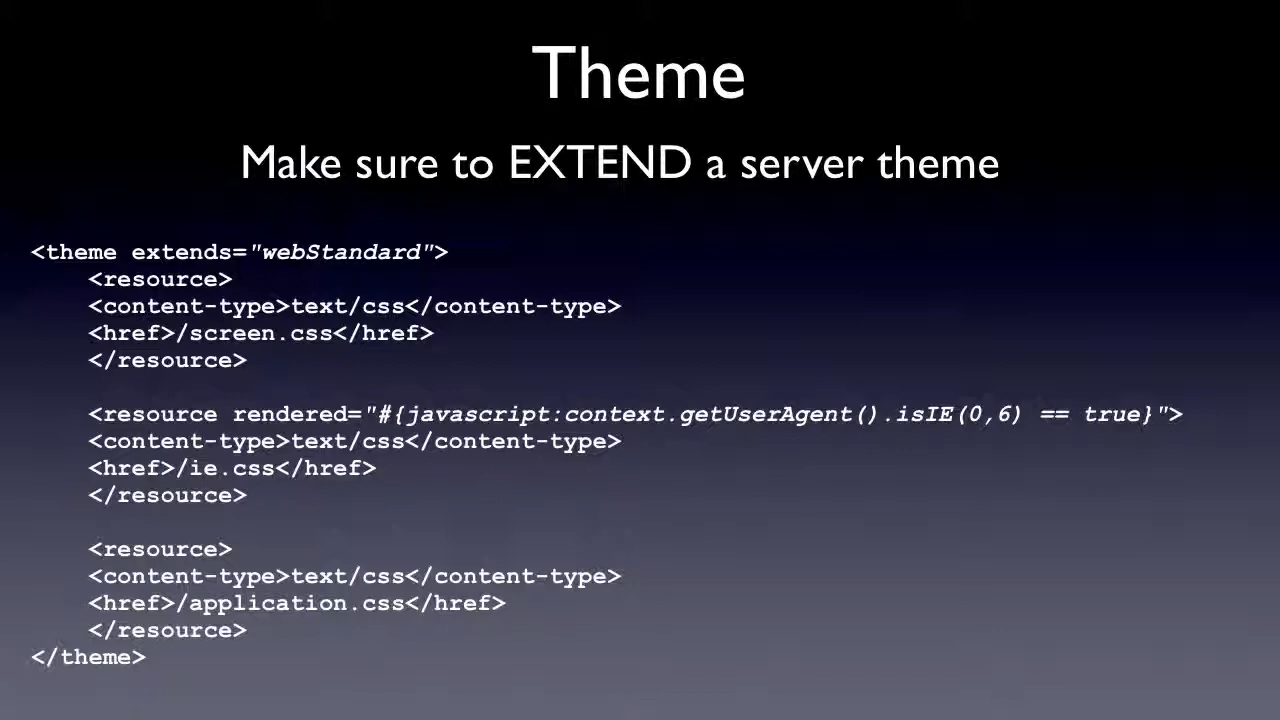 Theme
Make sure to EXTEND a server theme
<theme extends="webStandard">
<resource>
<content-type>text/css</content-type>
<href>/screen.css</href>
</resource>
<resource rendered="#{javascript:context.getUserAgent().isIE(0,6) == true}">
<content-type>text/css</content-type>
<href>/ie.css</href>
</resource>
<resource>
<content-type>text/css</content-type>
<href>/application.css</href>
</resource>
</theme>